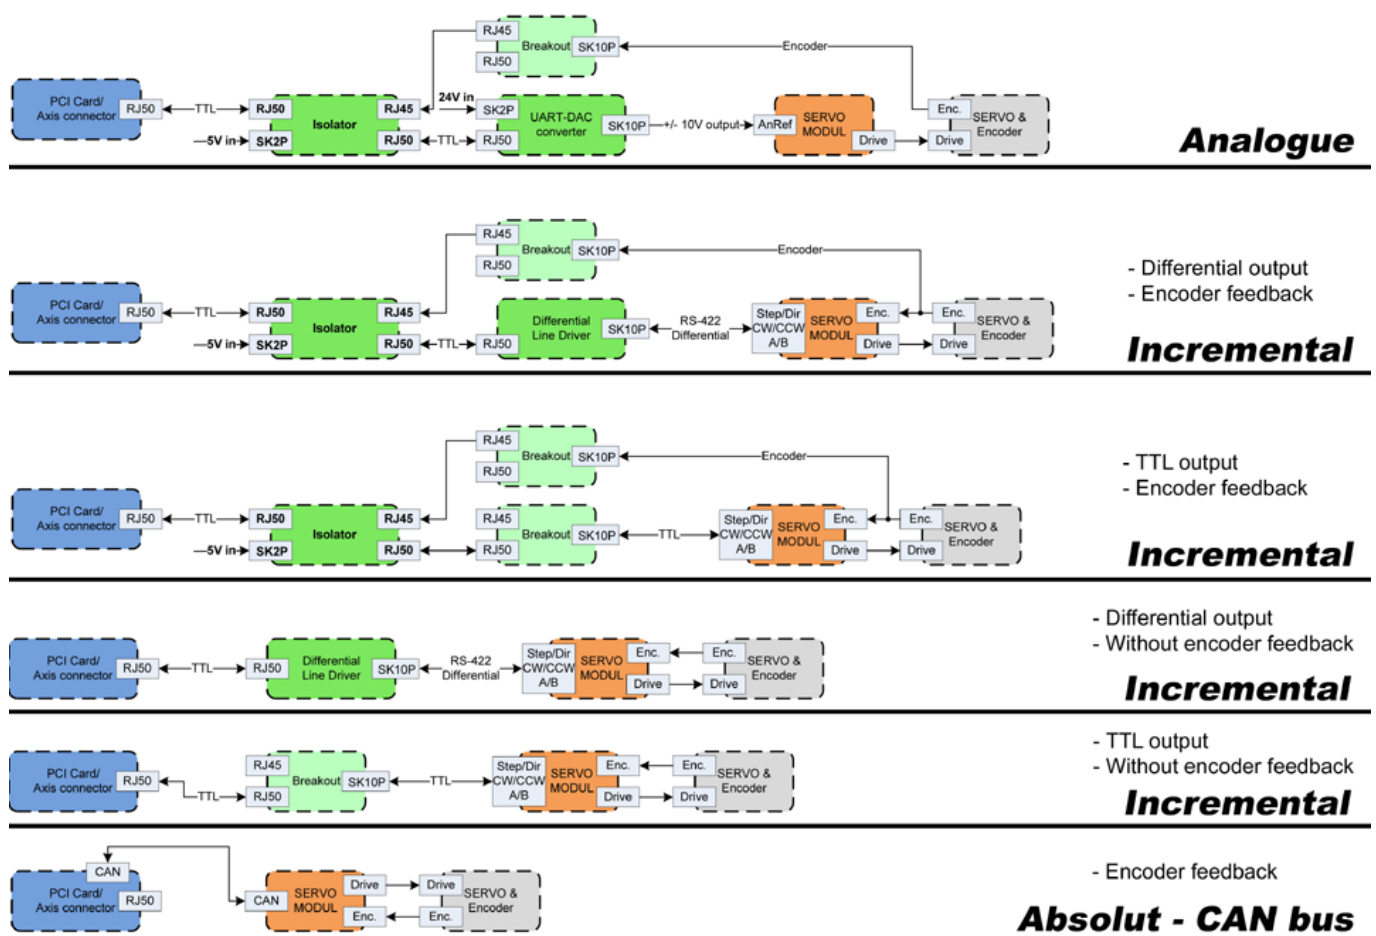 PCI Card/
Axis connector
RJ50
TTL
5V in
RJ50
SK2P
Isolator
RJ45
RJ50
24V in
TTL
RJ45
RJ50
Breakout
SK10P
Encoder
SK2P
RJ50
UART-DAC
converter
SK10P
+/- 10V output
AnRef
SERVO
MODUL
Drive
Enc.
Drive
SERVO &
Encoder
Analogue
PCI Card/
Axis connector
RJ50
TTL
5V in
RJ50
SK2P
Isolator
RJ45
RJ50
TTL
RJ45
RJ50
Breakout
SK10P
Encoder
RJ50
Differential
Line Driver
SK10P
RS-422
Differential
Step/Dir
CW/CCW
A/B
SERVO
MODUL
Enc.
Drive
Enc.
Drive
SERVO &
Encoder
- Differential output
- Encoder feedback
Incremental
PCI Card/
Axis connector
RJ50
TTL
5V in
RJ50
SK2P
Isolator
RJ45
RJ50
RJ45
RJ50
Breakout
SK10P
Encoder
RJ45
RJ50
Breakout
SK10P
TTL
Step/Dir
CW/CCW
A/B
SERVO
MODUL
Enc.
Drive
Enc.
Drive
SERVO &
Encoder
- TTL output
- Encoder feedback
Incremental
PCI Card/
Axis connector
RJ50
TTL
RJ50
Differential
Line Driver
SK10P
RS-422
Differential
Step/Dir
CW/CCW
A/B
SERVO
MODUL
Enc.
Drive
Enc.
Drive
SERVO &
Encoder
- Differential output
- Without encoder feedback
Incremental
PCI Card/
Axis connector
RJ50
TTL
RJ45
RJ50
Breakout
SK10P
TTL
Step/Dir
CW/CCW
A/B
SERVO
MODUL
Enc.
Drive
Enc.
Drive
SERVO &
Encoder
- TTL output
- Without encoder feedback
Incremental
CAN
PCI Card/
Axis connector
RJ50
CAN
SERVO
MODUL
Drive
Enc.
Drive
Enc.
SERVO &
Encoder
- Encoder feedback
Absolut - CAN bus